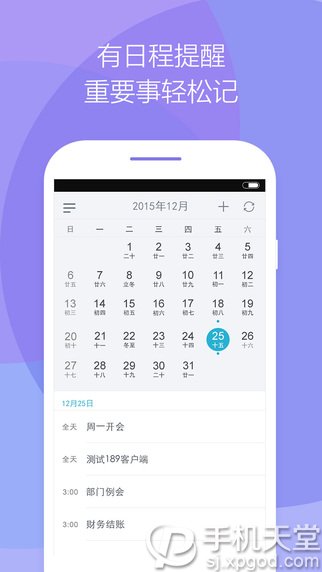 有日程提醒
重要事轻松记
2015年12月
日 一 二 三 四 五 六
1 2 3 4 5
二十 廿一 廿二 廿三 廿四
6 7 8 9 10 11 12
廿五 廿六 立冬 廿八 廿九 初一 初二
13 14 15 16 17 18 19
初三 初四 初五 初六 初七 初八 初九
20 21 22 23 24 25 26
初十 十一 十二 十三 十四 十五 十六
27 28 29 30 31
十七 十八 十九 二十 廿一
12月25日
全天 周一开会
全天 测试189客户端
3:00 部门例会
3:00 财务结账
手机天堂
sj.xpgod.com